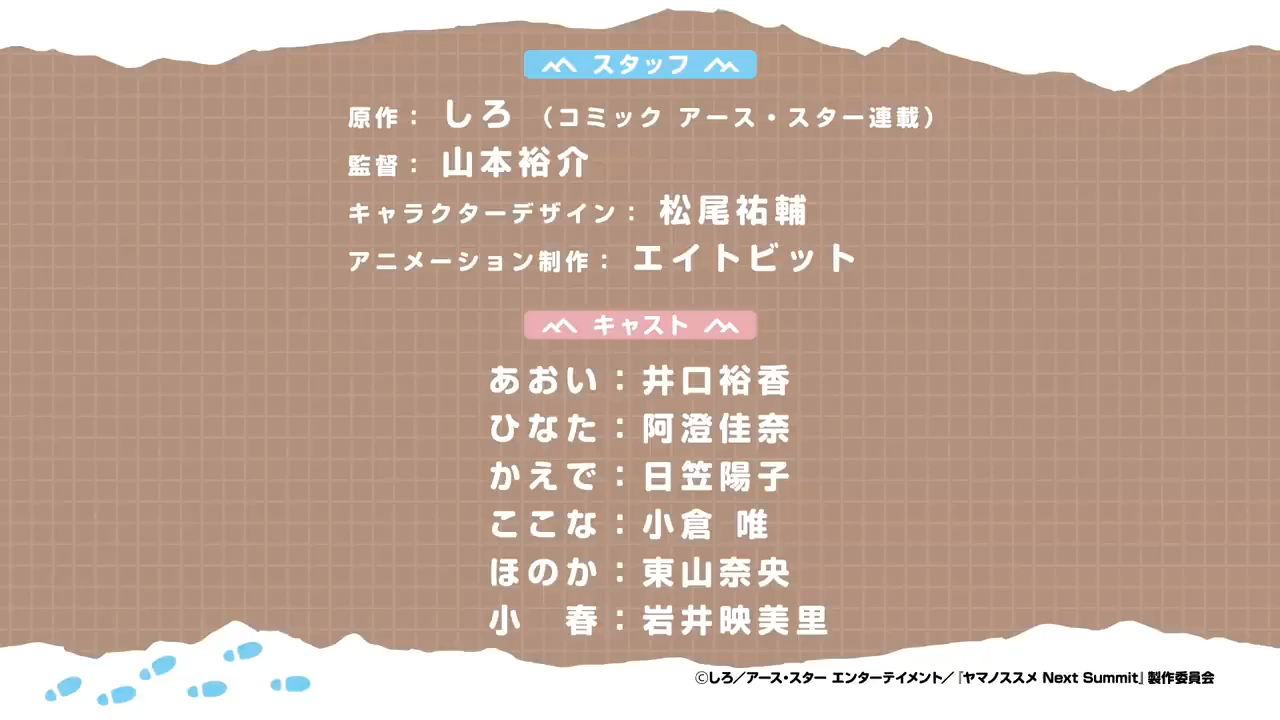 スタッフ
原作： しろ （コミック アース・スター連載）
監督： 山本裕介
キャラクターデザイン： 松尾祐輔
アニメーション制作： エイトビット
キャスト
あおい：井口裕香
ひなた：阿澄佳奈
かえで：日笠陽子
ここな：小倉 唯
ほのか：東山奈央
小　春：岩井映美里
©しろ／アース・スター エンターテイメント／『ヤマノススメ Next Summit』製作委員会